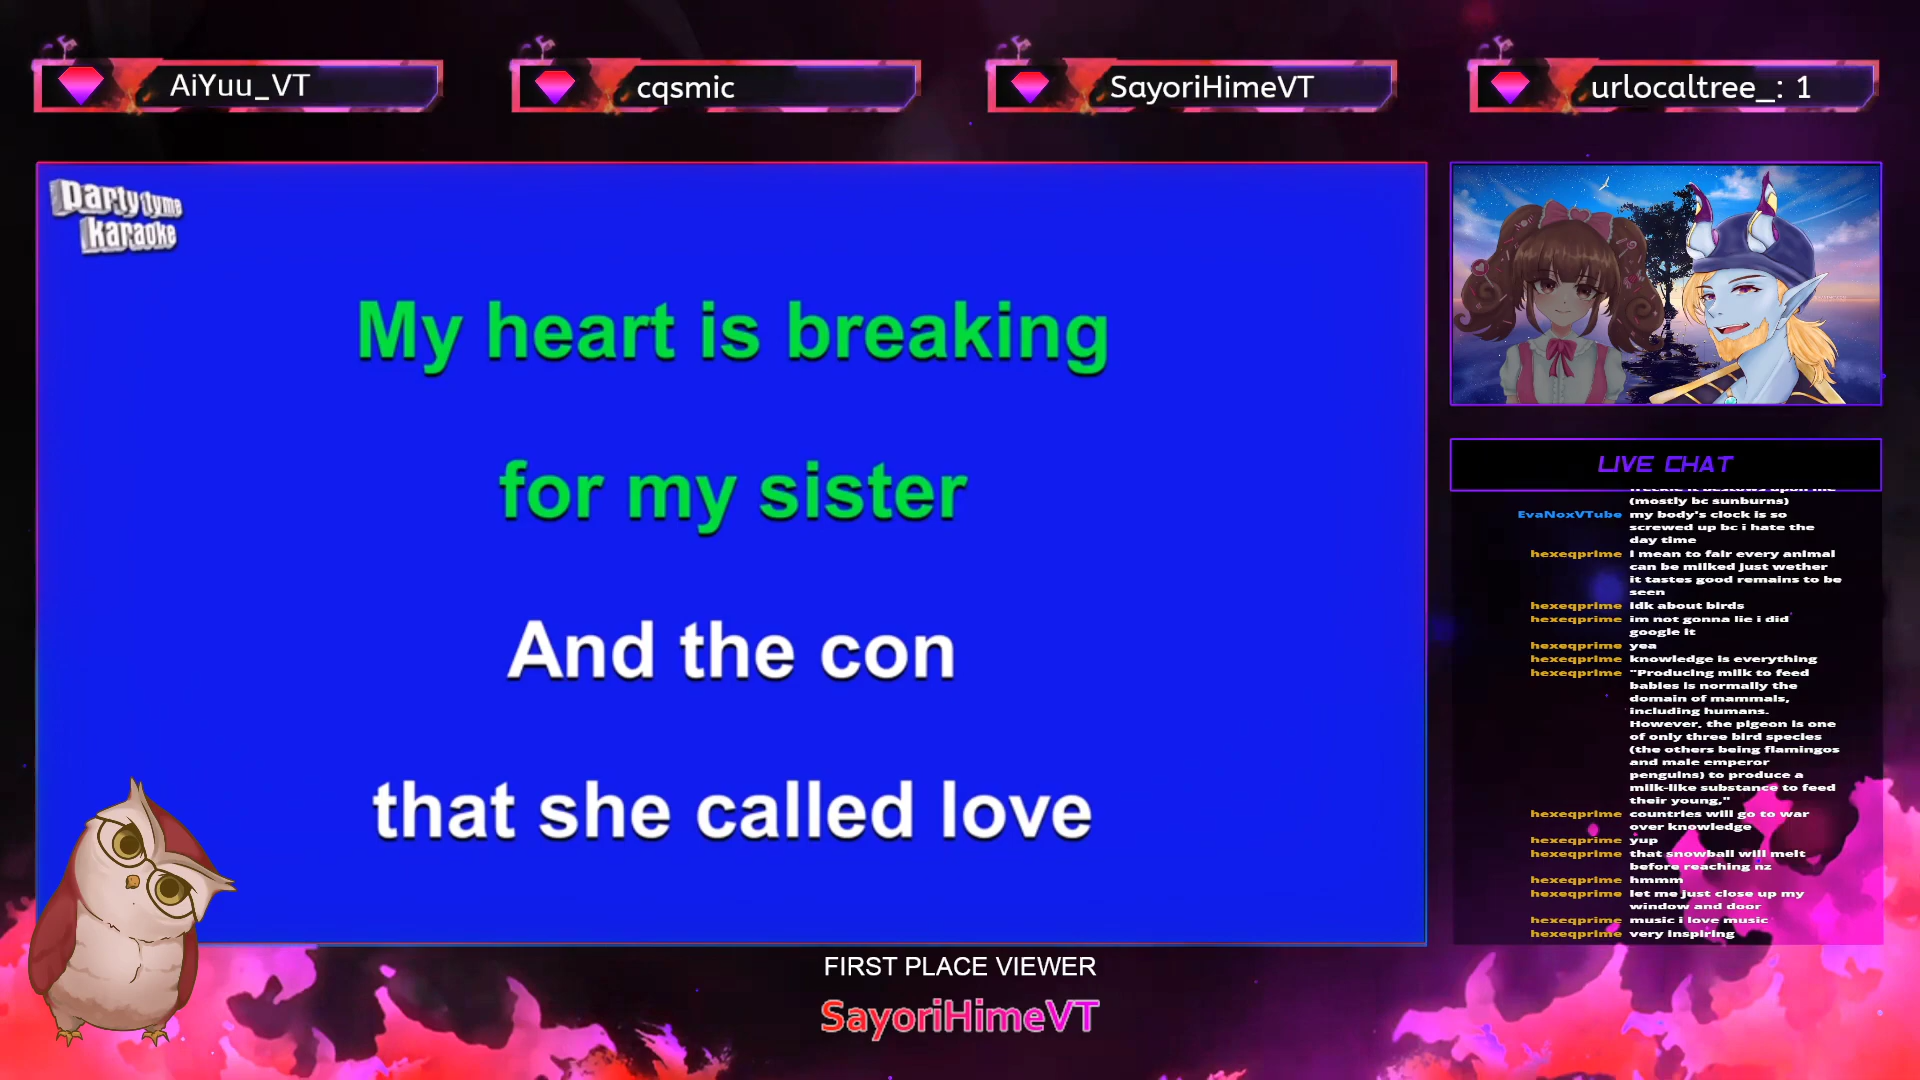 AiYuu_VT
cqsmic
SayoriHimeVT
urlocaltree_: 1
party tyme
karaoke
My heart is breaking
for my sister
And the con
that she called love
LIVE CHAT
(mostly bc sunburns)
EvaNoxVTube my body's clock is so
screwed up bc i hate the
day time
hexeqprime i mean to fair every animal
can be milked just wether
it tastes good remains to be
seen
hexeqprime idk about birds
hexeqprime im not gonna lie i did
google it
hexeqprime yea
hexeqprime knowledge is everything
hexeqprime "Producing milk to feed
babies is normally the
domain of mammals,
including humans.
However, the pigeon is one
of only three bird species
(the others being flamingos
and male emperor
penguins) to produce a
milk-like substance to feed
their young,"
hexeqprime countries will go to war
over knowledge
hexeqprime yup
hexeqprime that snowball will melt
before reaching nz
hexeqprime hmmm
hexeqprime let me just close up my
window and door
hexeqprime music i love music
hexeqprime very inspiring
FIRST PLACE VIEWER
SayoriHimeVT